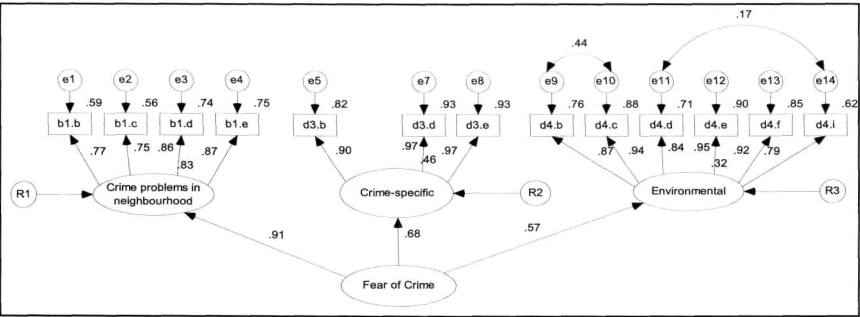 .17
.44
e1 e2 e3 e4 e5 e7 e8 e9 e10 e11 e12 e13 e14
.59 .56 .74 .75 .82 .93 .93 .76 .88 .71 .90 .85 .62
b1.b b1.c b1.d b1.e d3.b d3.d d3.e d4.b d4.c d4.d d4.e d4.f d4.i
.77 .75 .86 .87 .90 .97 .97 .87 .94 .84 .95 .92 .79
.83 .46 .32
R1 Crime problems in neighbourhood Crime-specific R2 Environmental R3
.91 .68 .57
Fear of Crime